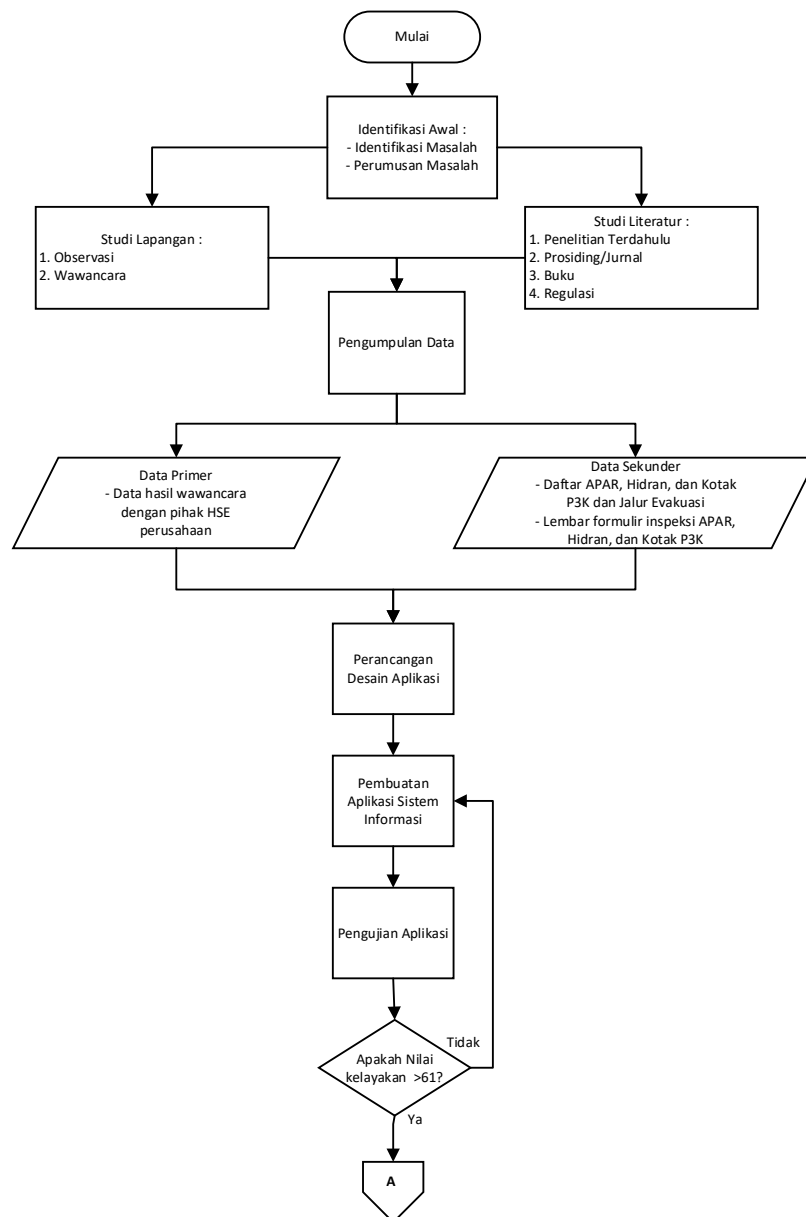 Mulai
Identifikasi Awal :
- Identifikasi Masalah
- Perumusan Masalah
Studi Lapangan :
1. Observasi
2. Wawancara
Studi Literatur :
1. Penelitian Terdahulu
2. Prosiding/Jurnal
3. Buku
4. Regulasi
Pengumpulan Data
Data Primer
- Data hasil wawancara
dengan pihak HSE
perusahaan
Data Sekunder
- Daftar APAR, Hidran, dan Kotak
P3K dan Jalur Evakuasi
- Lembar formulir inspeksi APAR,
Hidran, dan Kotak P3K
Perancangan
Desain Aplikasi
Pembuatan
Aplikasi Sistem
Informasi
Pengujian Aplikasi
Tidak
Apakah Nilai
kelayakan >61?
Ya
A